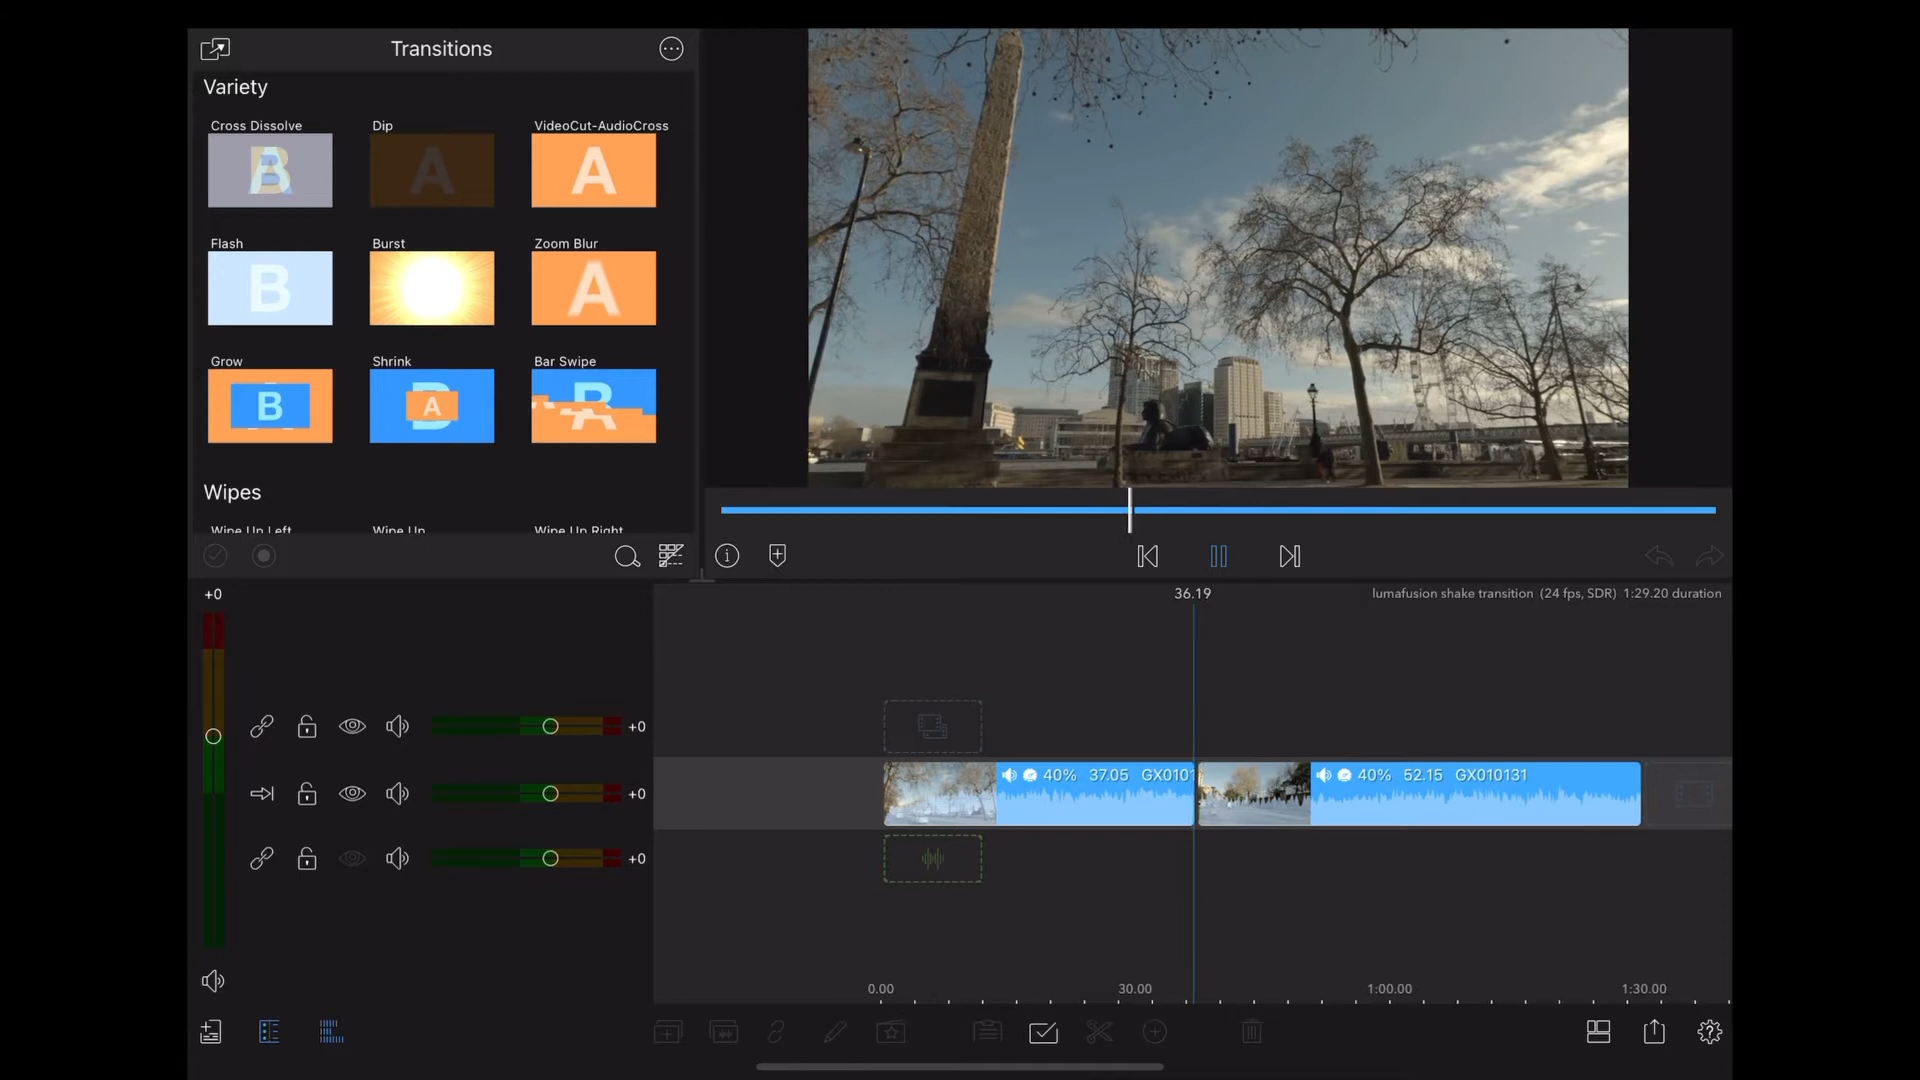 Transitions
Variety
Cross Dissolve
Dip
VideoCut-AudioCross
B
A
A
Flash
Burst
Zoom Blur
B
A
Grow
Shrink
Bar Swipe
B
A
B
Wipes
Wipe Up Left
Wipe Up
Wipe Up Right
+0
36.19
lumafusion shake transition (24 fps, SDR) 1:29.20 duration
+0
40% 37.05 GX0101
40% 52.15 GX010131
+0
+0
0.00
30.00
1:00.00
1:30.00